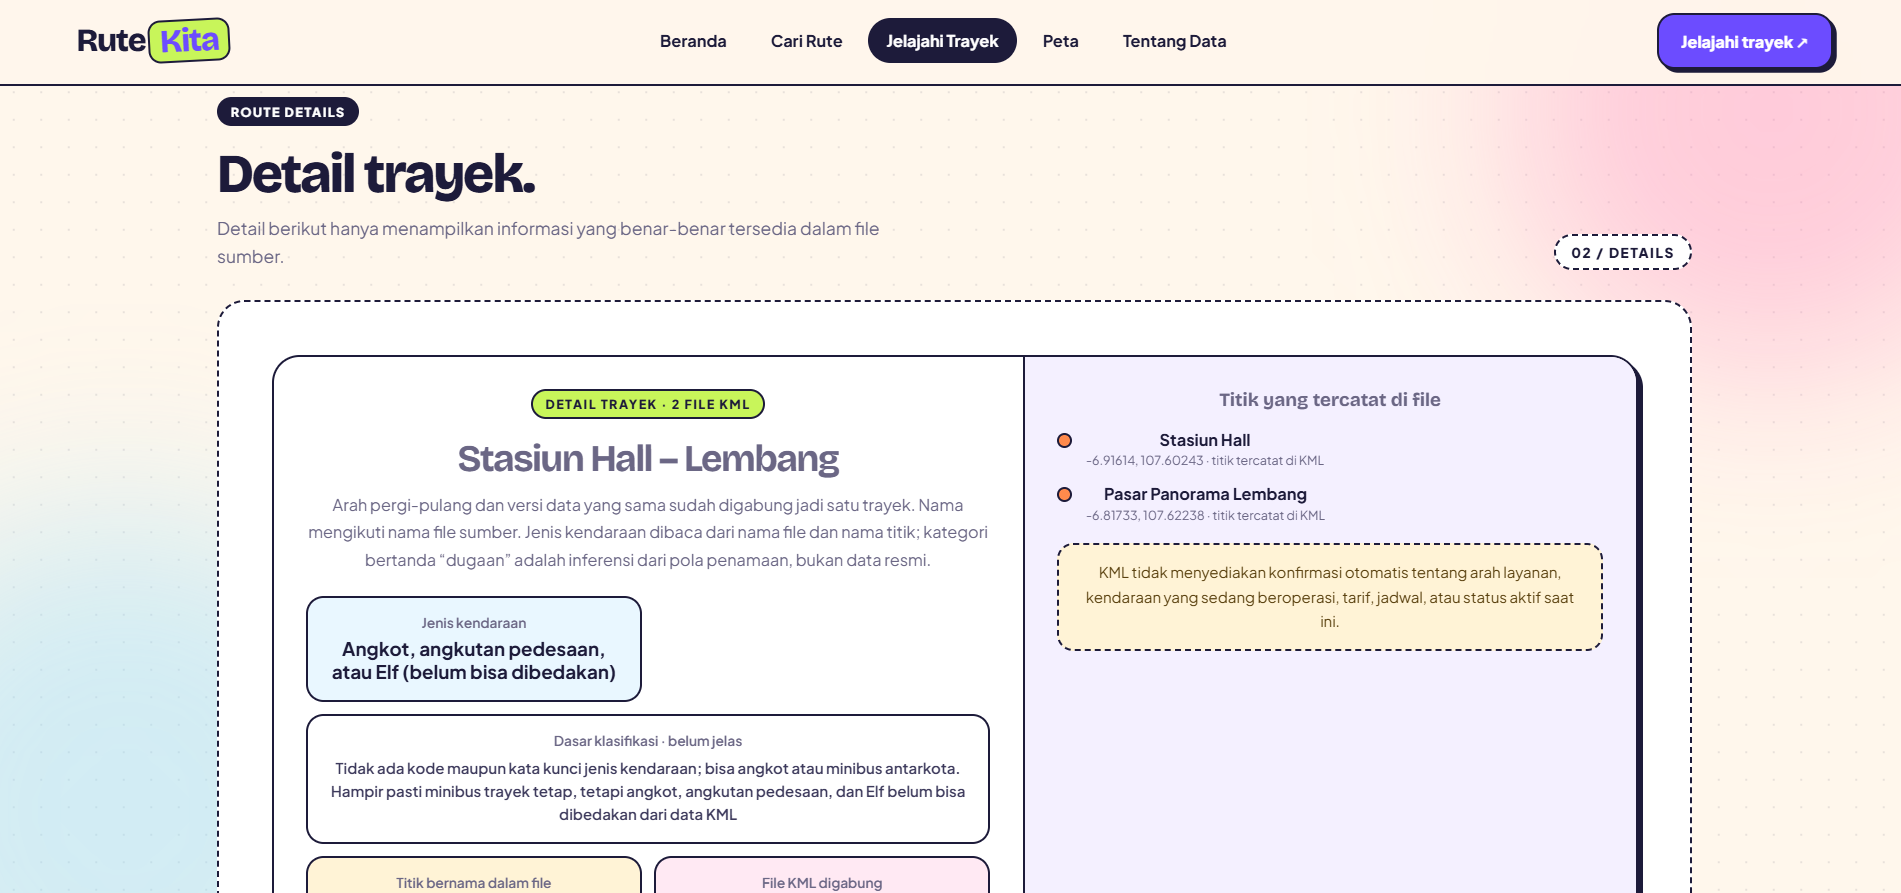 Rute Kita
Beranda
Cari Rute
Jelajahi Trayek
Peta
Tentang Data
Jelajahi trayek ↗
ROUTE DETAILS
Detail trayek.
Detail berikut hanya menampilkan informasi yang benar-benar tersedia dalam file
sumber.
02 / DETAILS
DETAIL TRAYEK · 2 FILE KML
Stasiun Hall – Lembang
Arah pergi-pulang dan versi data yang sama sudah digabung jadi satu trayek. Nama
mengikuti nama file sumber. Jenis kendaraan dibaca dari nama file dan nama titik; kategori
bertanda “dugaan” adalah inferensi dari pola penamaan, bukan data resmi.
Jenis kendaraan
Angkot, angkutan pedesaan,
atau Elf (belum bisa dibedakan)
Dasar klasifikasi · belum jelas
Tidak ada kode maupun kata kunci jenis kendaraan; bisa angkot atau minibus antarkota.
Hampir pasti minibus trayek tetap, tetapi angkot, angkutan pedesaan, dan Elf belum bisa
dibedakan dari data KML
Titik bernama dalam file
File KML digabung
Titik yang tercatat di file
Stasiun Hall
-6.91614, 107.60243 · titik tercatat di KML
Pasar Panorama Lembang
-6.81733, 107.62238 · titik tercatat di KML
KML tidak menyediakan konfirmasi otomatis tentang arah layanan,
kendaraan yang sedang beroperasi, tarif, jadwal, atau status aktif saat
ini.